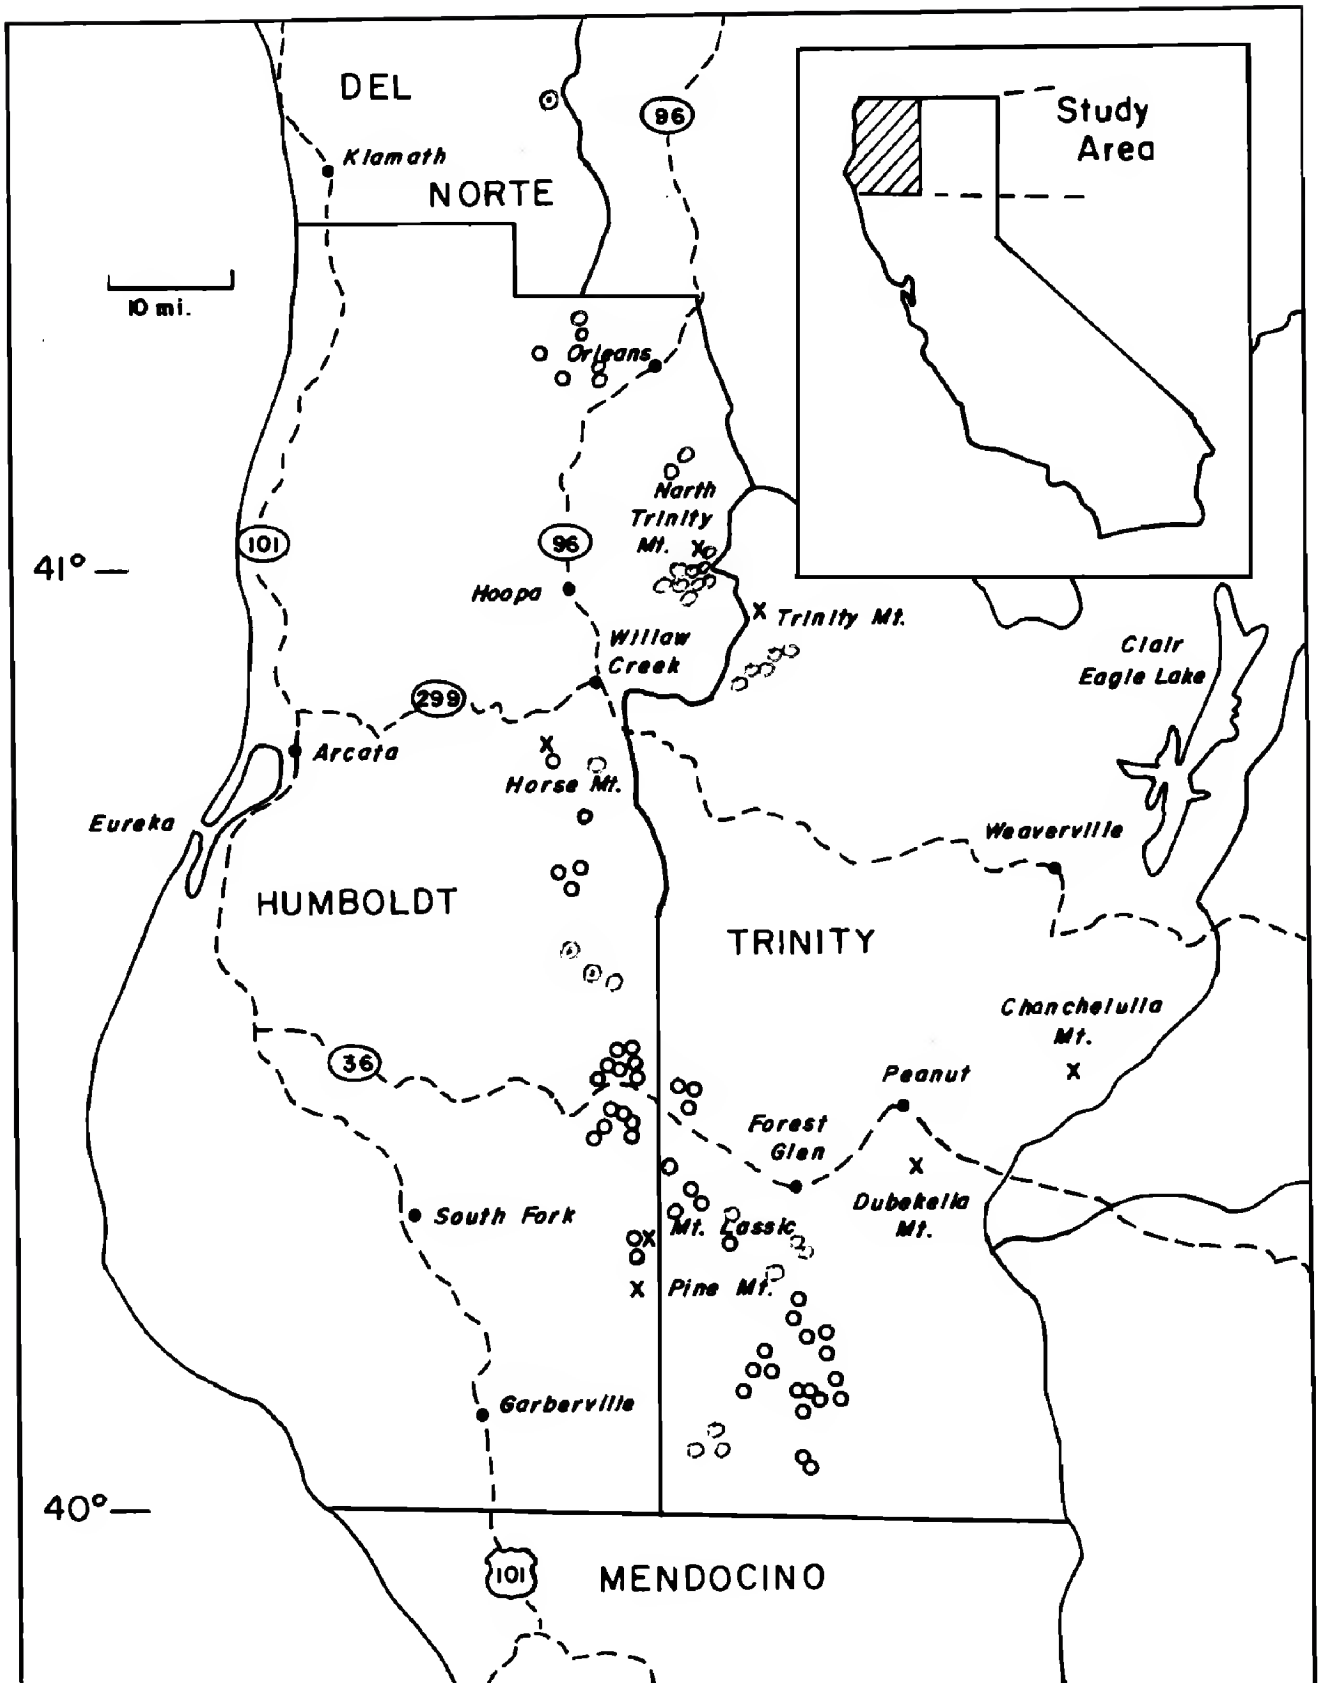 DEL
NORTE
Klamath
96
Study
Area
10 mi.
Orleans
North
Trinity
Mt.
101
96
41°
Hoopa
Trinity Mt.
Willow
Creek
Clair
Eagle Lake
299
Arcata
Horse Mt.
Eureka
Weaverville
HUMBOLDT
TRINITY
Chanchelulla
Mt.
36
Peanut
Forest
Glen
South Fork
Dubekella
Mt.
Mt. Lassic
Pine Mt.
Garberville
40°
101
MENDOCINO